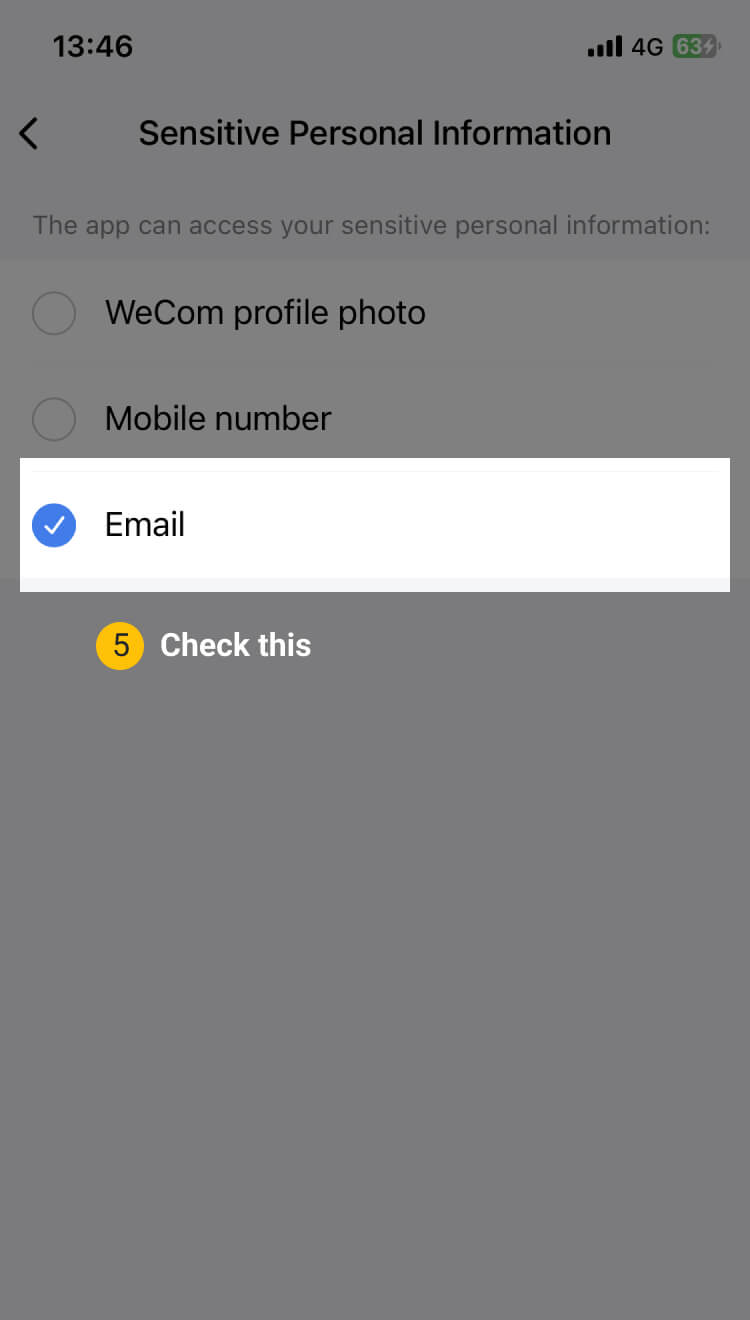 13:46 4G 63
Sensitive Personal Information
The app can access your sensitive personal information:
WeCom profile photo
Mobile number
Email
5 Check this